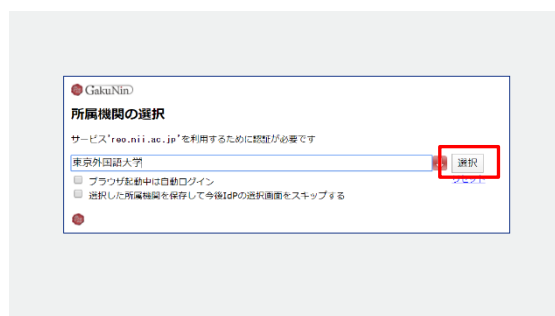 GakuNin
所属機関の選択
サービス'reo.nii.ac.jp'を利用するために認証が必要です
東京外国語大学
選択
リセット
ブラウザ起動中は自動ログイン
選択した所属機関を保存して今後IdPの選択画面をスキップする